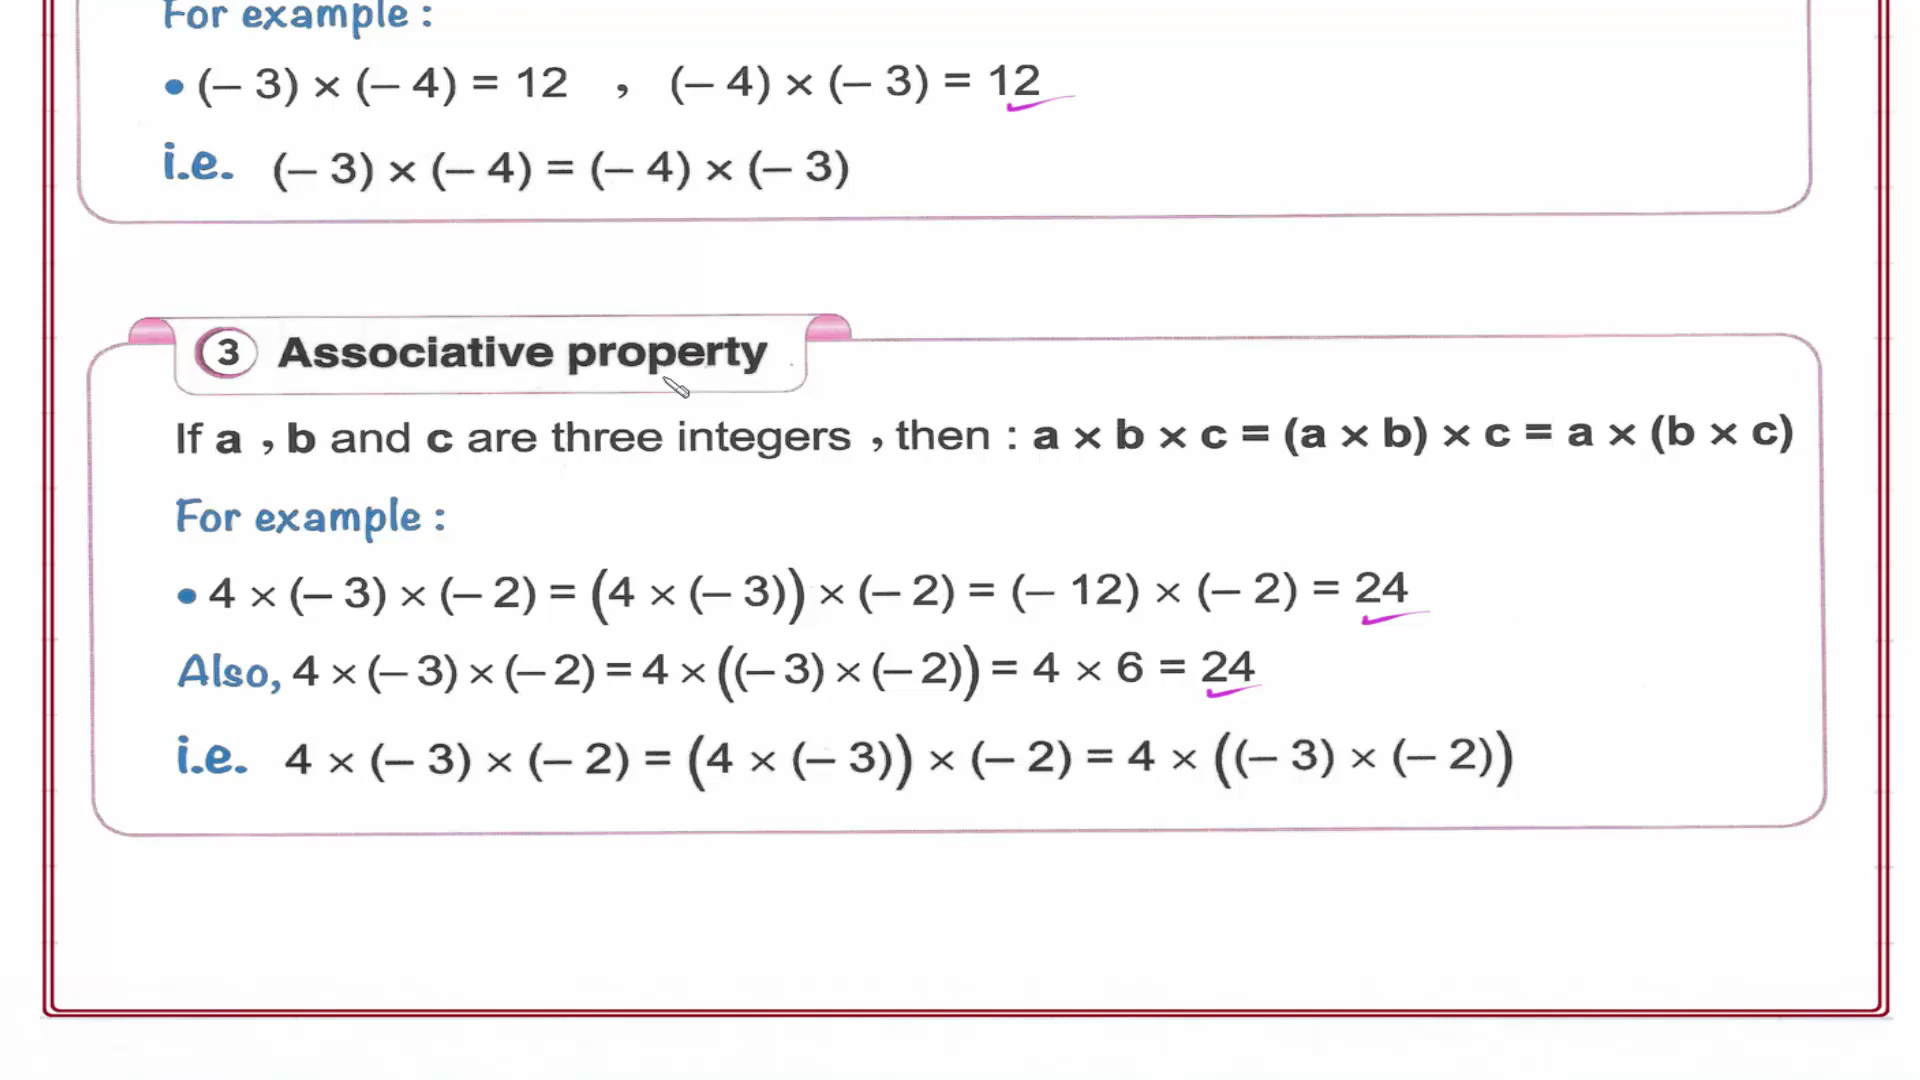 For example :
• (– 3) × (– 4) = 12 , (– 4) × (– 3) = 12
i.e. (– 3) × (– 4) = (– 4) × (– 3)
3 Associative property
If a , b and c are three integers , then : a × b × c = (a × b) × c = a × (b × c)
For example :
• 4 × (– 3) × (– 2) = (4 × (– 3)) × (– 2) = (– 12) × (– 2) = 24
Also, 4 × (– 3) × (– 2) = 4 × ((– 3) × (– 2)) = 4 × 6 = 24
i.e. 4 × (– 3) × (– 2) = (4 × (– 3)) × (– 2) = 4 × ((– 3) × (– 2))